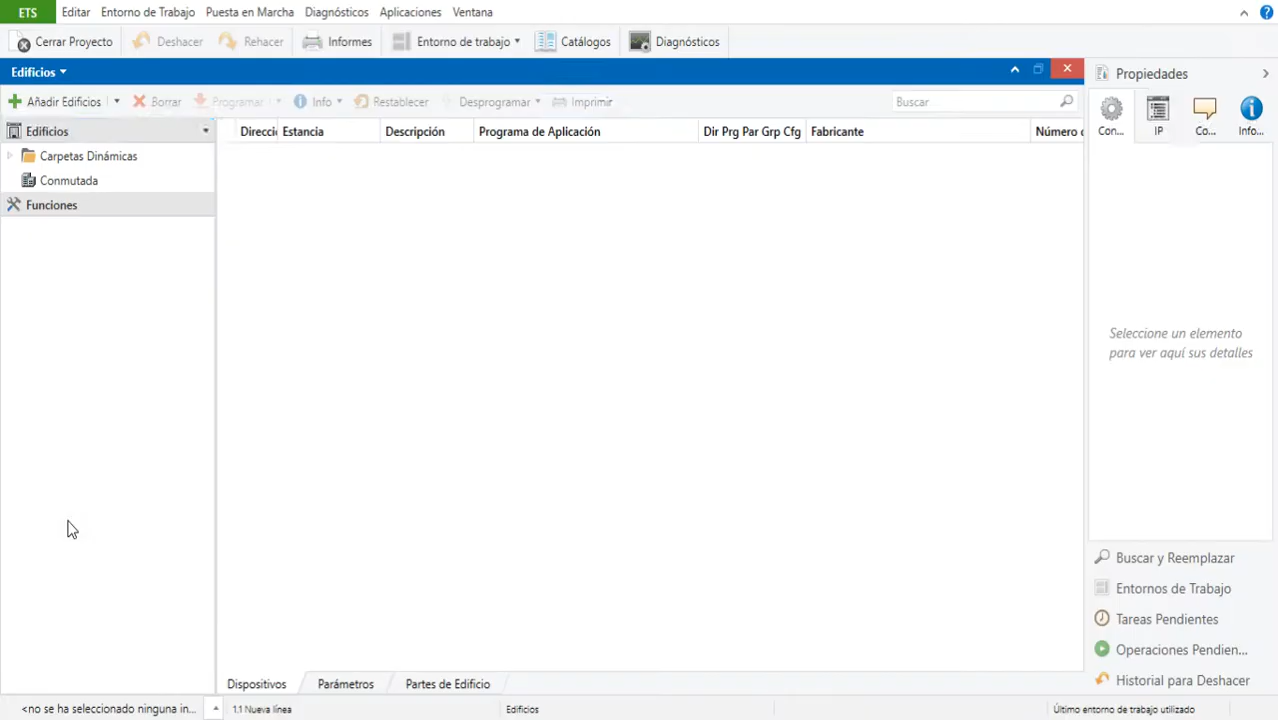 ETS Editar Entorno de Trabajo Puesta en Marcha Diagnósticos Aplicaciones Ventana
Cerrar Proyecto Deshacer Rehacer Informes Entorno de trabajo Catálogos Diagnósticos
Edificios
Propiedades
Añadir Edificios Borrar Programar Info Restablecer Desprogramar Imprimir Buscar
Con... IP Co... Info...
Edificios
Direcció Estancia Descripción Programa de Aplicación Dir Prg Par Grp Cfg Fabricante Número
Carpetas Dinámicas
Conmutada
Funciones
Seleccione un elemento
para ver aquí sus detalles
Buscar y Reemplazar
Entornos de Trabajo
Tareas Pendientes
Operaciones Pendien...
Historial para Deshacer
Dispositivos Parámetros Partes de Edificio
<no se ha seleccionado ninguna in... 1.1 Nueva línea Edificios Último entorno de trabajo utilizado